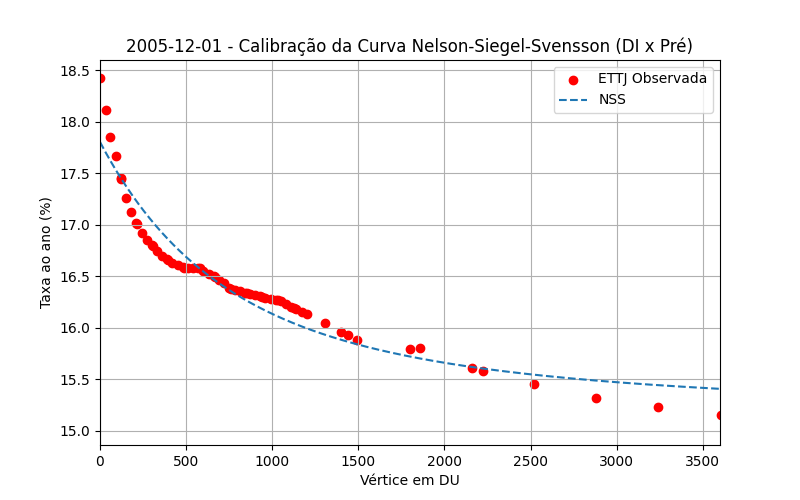 2005-12-01 - Calibração da Curva Nelson-Siegel-Svensson (DI x Pré)
ETTJ Observada
NSS
Taxa ao ano (%)
18.5
18.0
17.5
17.0
16.5
16.0
15.5
15.0
0 500 1000 1500 2000 2500 3000 3500
Vértice em DU